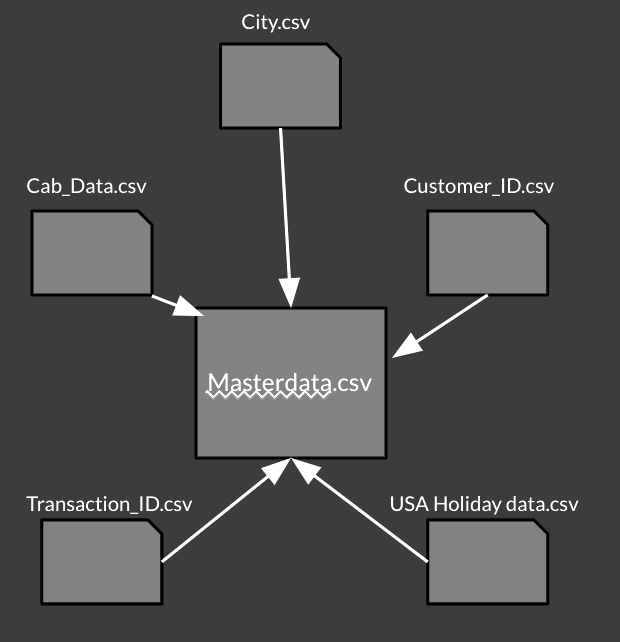 City.csv
Cab_Data.csv
Customer_ID.csv
Masterdata.csv
Transaction_ID.csv
USA Holiday data.csv